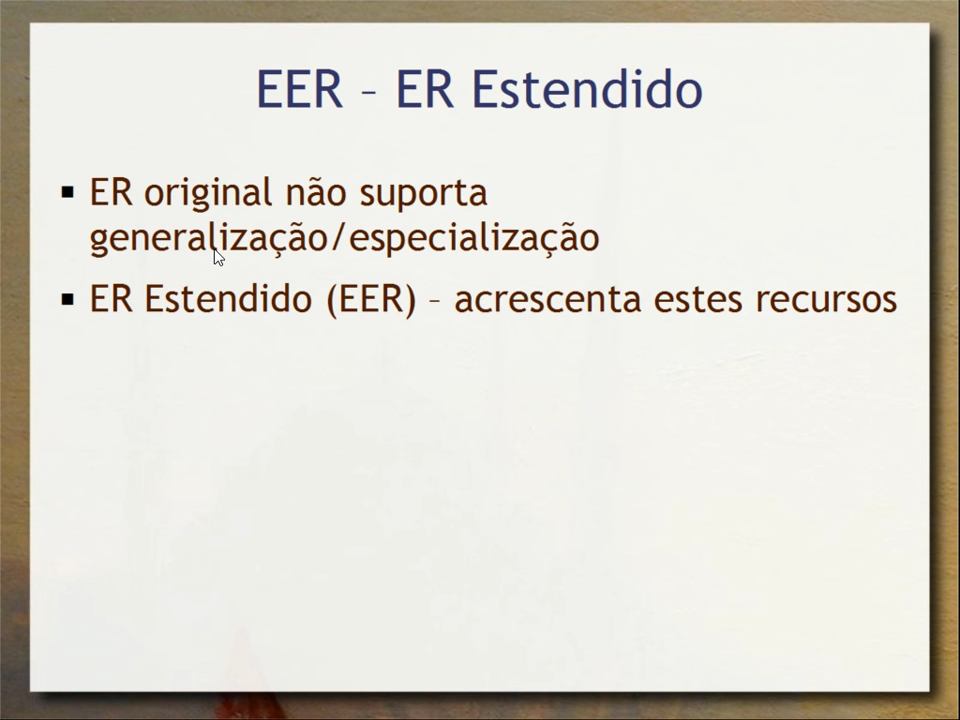 EER – ER Estendido
▪ ER original não suporta
generalização/especialização
▪ ER Estendido (EER) – acrescenta estes recursos